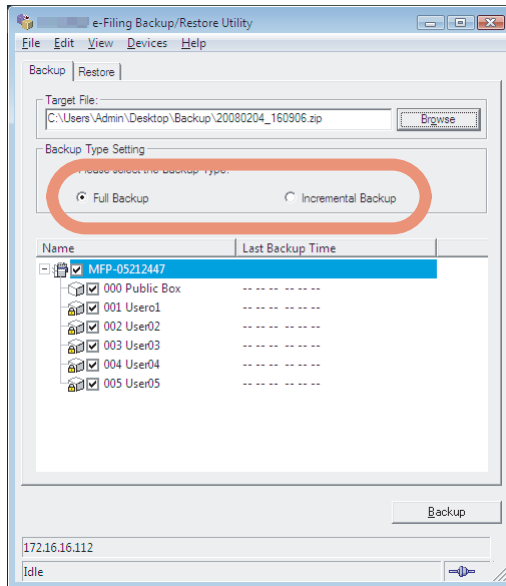 e-Filing Backup/Restore Utility
File Edit View Devices Help
Backup Restore
Target File:
C:\Users\Admin\Desktop\Backup\20080204_160906.zip Browse
Backup Type Setting
Please select the Backup Type:
Full Backup Incremental Backup
Name Last Backup Time
MFP-05212447
000 Public Box -- -- -- -- -- --
001 Usero1 -- -- -- -- -- --
002 User02 -- -- -- -- -- --
003 User03 -- -- -- -- -- --
004 User04 -- -- -- -- -- --
005 User05 -- -- -- -- -- --
Backup
172.16.16.112
Idle